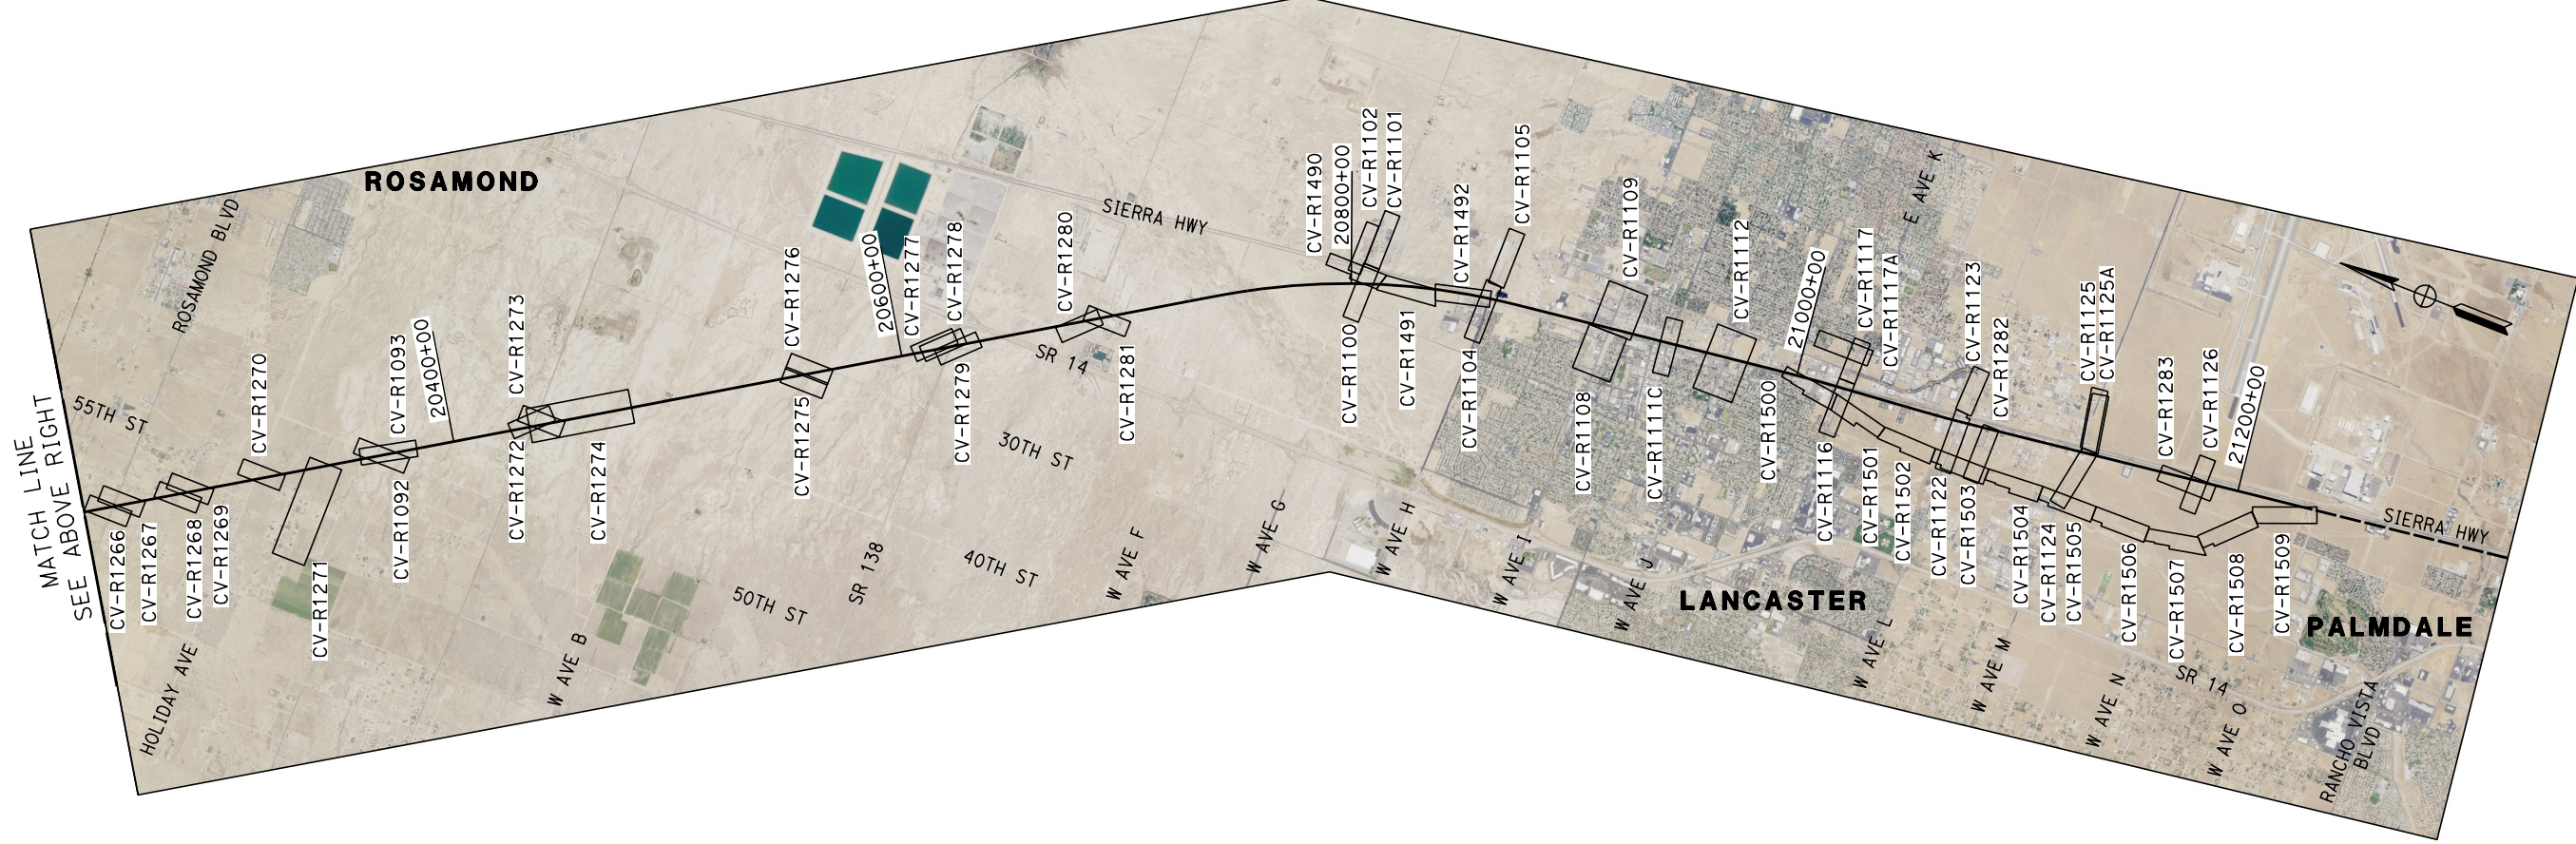 MATCH LINE
SEE ABOVE RIGHT
55TH ST
ROSAMOND BLVD
ROSAMOND
HOLIDAY AVE
CV-R1266
CV-R1267
CV-R1268
CV-R1269
CV-R1270
CV-R1271
CV-R1093
CV-R1092
20400+00
CV-R1273
CV-R1272
CV-R1274
W AVE B
CV-R1276
CV-R1275
50TH ST
SR 138
20600+00
CV-R1277
CV-R1278
CV-R1279
40TH ST
30TH ST
SR 14
CV-R1280
CV-R1281
SIERRA HWY
W AVE F
W AVE G
CV-R1490
20800+00
CV-R1102
CV-R1101
CV-R1100
CV-R1491
W AVE H
CV-R1492
CV-R1104
CV-R1105
W AVE I
CV-R1109
CV-R1108
CV-R1111C
W AVE J
LANCASTER
CV-R1112
CV-R1500
21000+00
CV-R1116
CV-R1117
CV-R1117A
E AVE K
CV-R1501
CV-R1502
W AVE L
CV-R1122
CV-R1503
CV-R1123
CV-R1282
W AVE M
CV-R1504
CV-R1124
CV-R1505
CV-R1125
CV-R1125A
W AVE N
CV-R1506
CV-R1507
CV-R1283
CV-R1126
21200+00
SR 14
W AVE O
CV-R1508
CV-R1509
PALMDALE
SIERRA HWY
RANCHO VISTA
BLVD